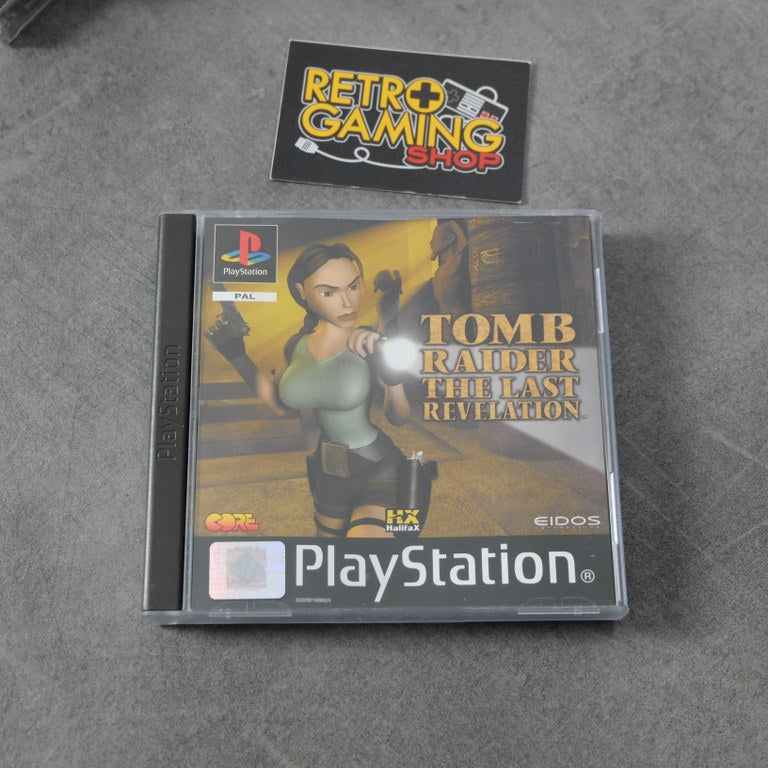 RETRO
GAMING
SHOP
PlayStation
PAL
PlayStation
TOMB
RAIDER
THE LAST
REVELATION
CORE
HX
HalifaX
EIDOS
PlayStation®